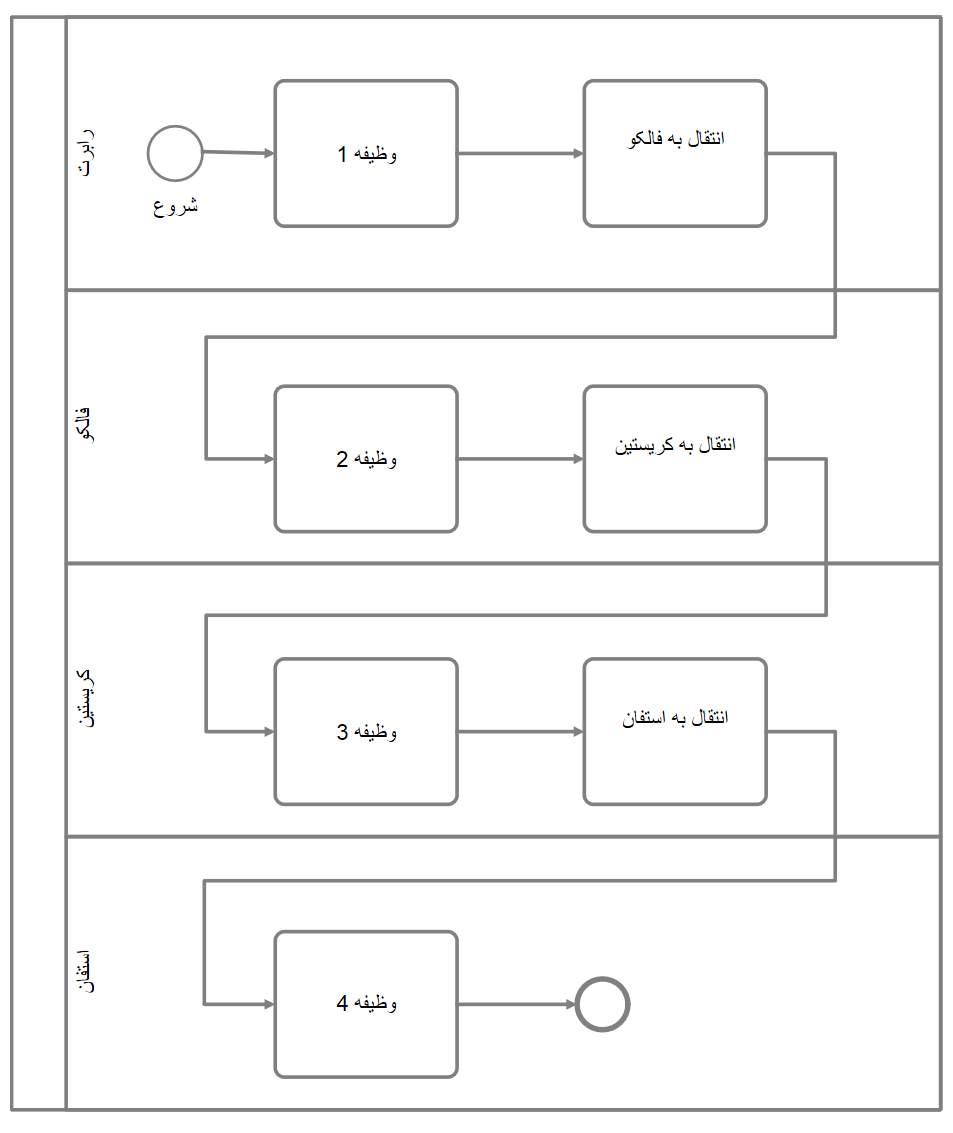 رابرت
شروع
وظیفه 1
انتقال به فالکو
فالکو
وظیفه 2
انتقال به کریستین
کریستین
وظیفه 3
انتقال به استفان
استفان
وظیفه 4